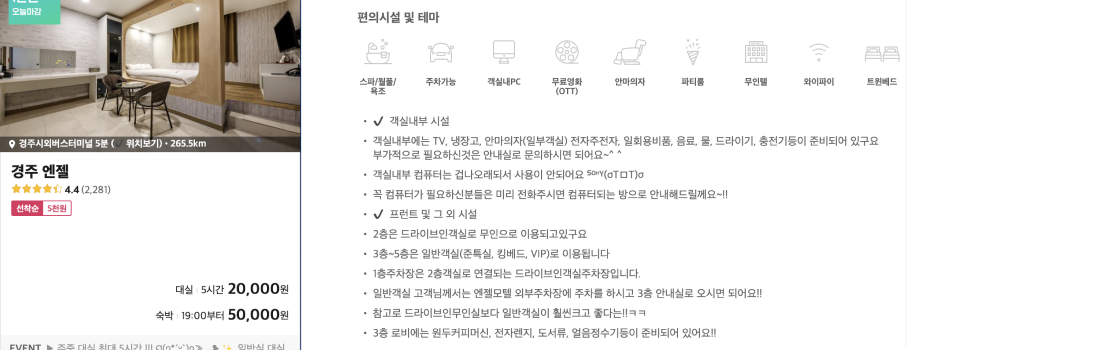 오늘마감
경주시외버스터미널 5분 ( 위치보기) • 265.5km
경주 엔젤
4.4 (2,281)
선착순 5천원
대실 5시간 20,000원
숙박 19:00부터 50,000원
EVENT ▶ 주중 대실 최대 5시간 !!!
일반실 대실
편의시설 및 테마
스파/월풀/
욕조
주차가능
객실내PC
무료영화
(OTT)
안마의자
파티룸
무인텔
와이파이
트윈베드
• ✔ 객실내부 시설
• 객실내부에는 TV, 냉장고, 안마의자(일부객실) 전자주전자, 일회용비품, 음료, 물, 드라이기, 충전기등이 준비되어 있구요
부가적으로 필요하신것은 안내실로 문의하시면 되어요~^ ^
• 객실내부 컴퓨터는 겁나오래되서 사용이 안되어요 ˢᵒʳʳʸ(σTㅁT)σ
• 꼭 컴퓨터가 필요하신분들은 미리 전화주시면 컴퓨터되는 방으로 안내해드릴께요~!!
• ✔ 프런트 및 그 외 시설
• 2층은 드라이브인객실로 무인으로 이용되고있구요
• 3층~5층은 일반객실(준특실, 킹베드, VIP)로 이용됩니다
• 1층주차장은 2층객실로 연결되는 드라이브인객실주차장입니다.
• 일반객실 고객님께서는 엔젤모텔 외부주차장에 주차를 하시고 3층 안내실로 오시면 되어요!!
• 참고로 드라이브인무인실보다 일반객실이 훨씬크고 좋다는!!ㅋㅋ
• 3층 로비에는 원두커피머신, 전자렌지, 도서류, 얼음정수기등이 준비되어 있어요!!